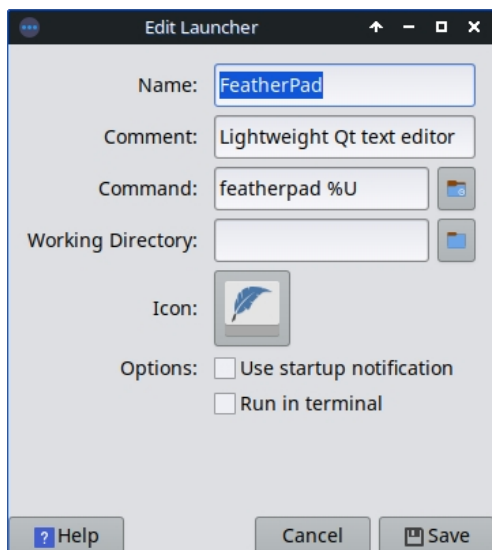 Edit Launcher
Name: FeatherPad
Comment: Lightweight Qt text editor
Command: featherpad %U
Working Directory:
Icon:
Options: Use startup notification
Run in terminal
? Help Cancel Save